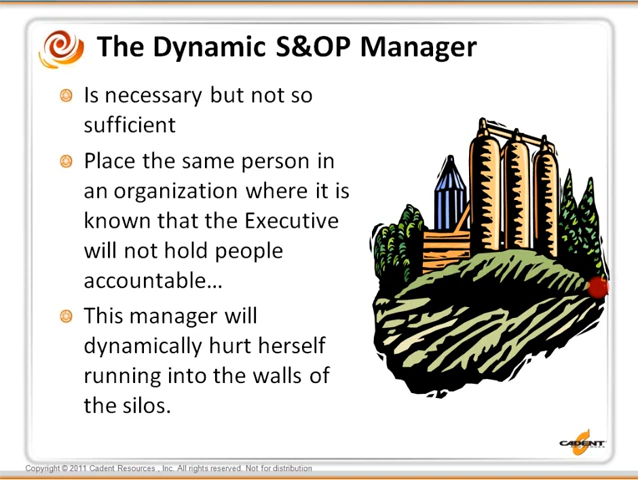 The Dynamic S&OP Manager
Is necessary but not so
sufficient
Place the same person in
an organization where it is
known that the Executive
will not hold people
accountable...
This manager will
dynamically hurt herself
running into the walls of
the silos.
CADENT
Copyright © 2011 Cadent Resources , Inc. All rights reserved. Not for distribution